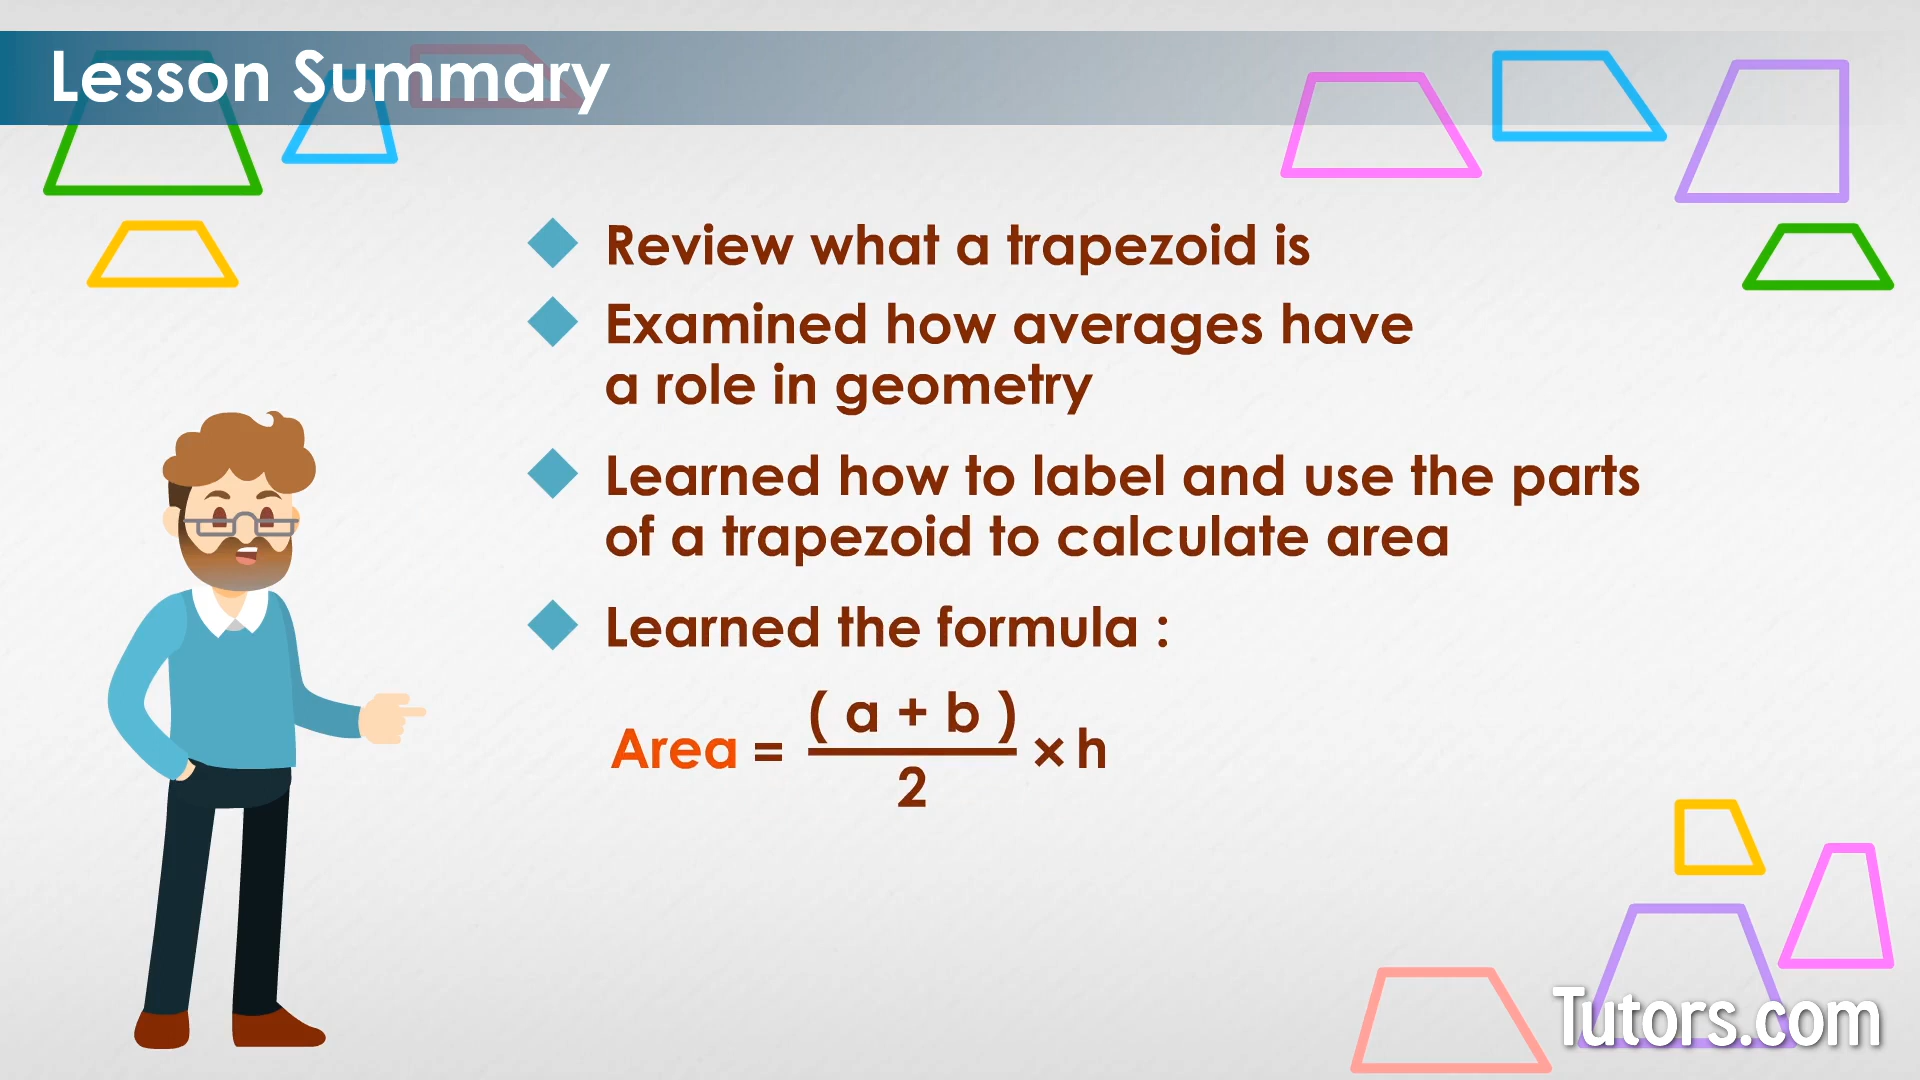 Lesson Summary
Review what a trapezoid is
Examined how averages have
a role in geometry
Learned how to label and use the parts
of a trapezoid to calculate area
Learned the formula :
( a + b )
Area = × h
2
Tutors.com